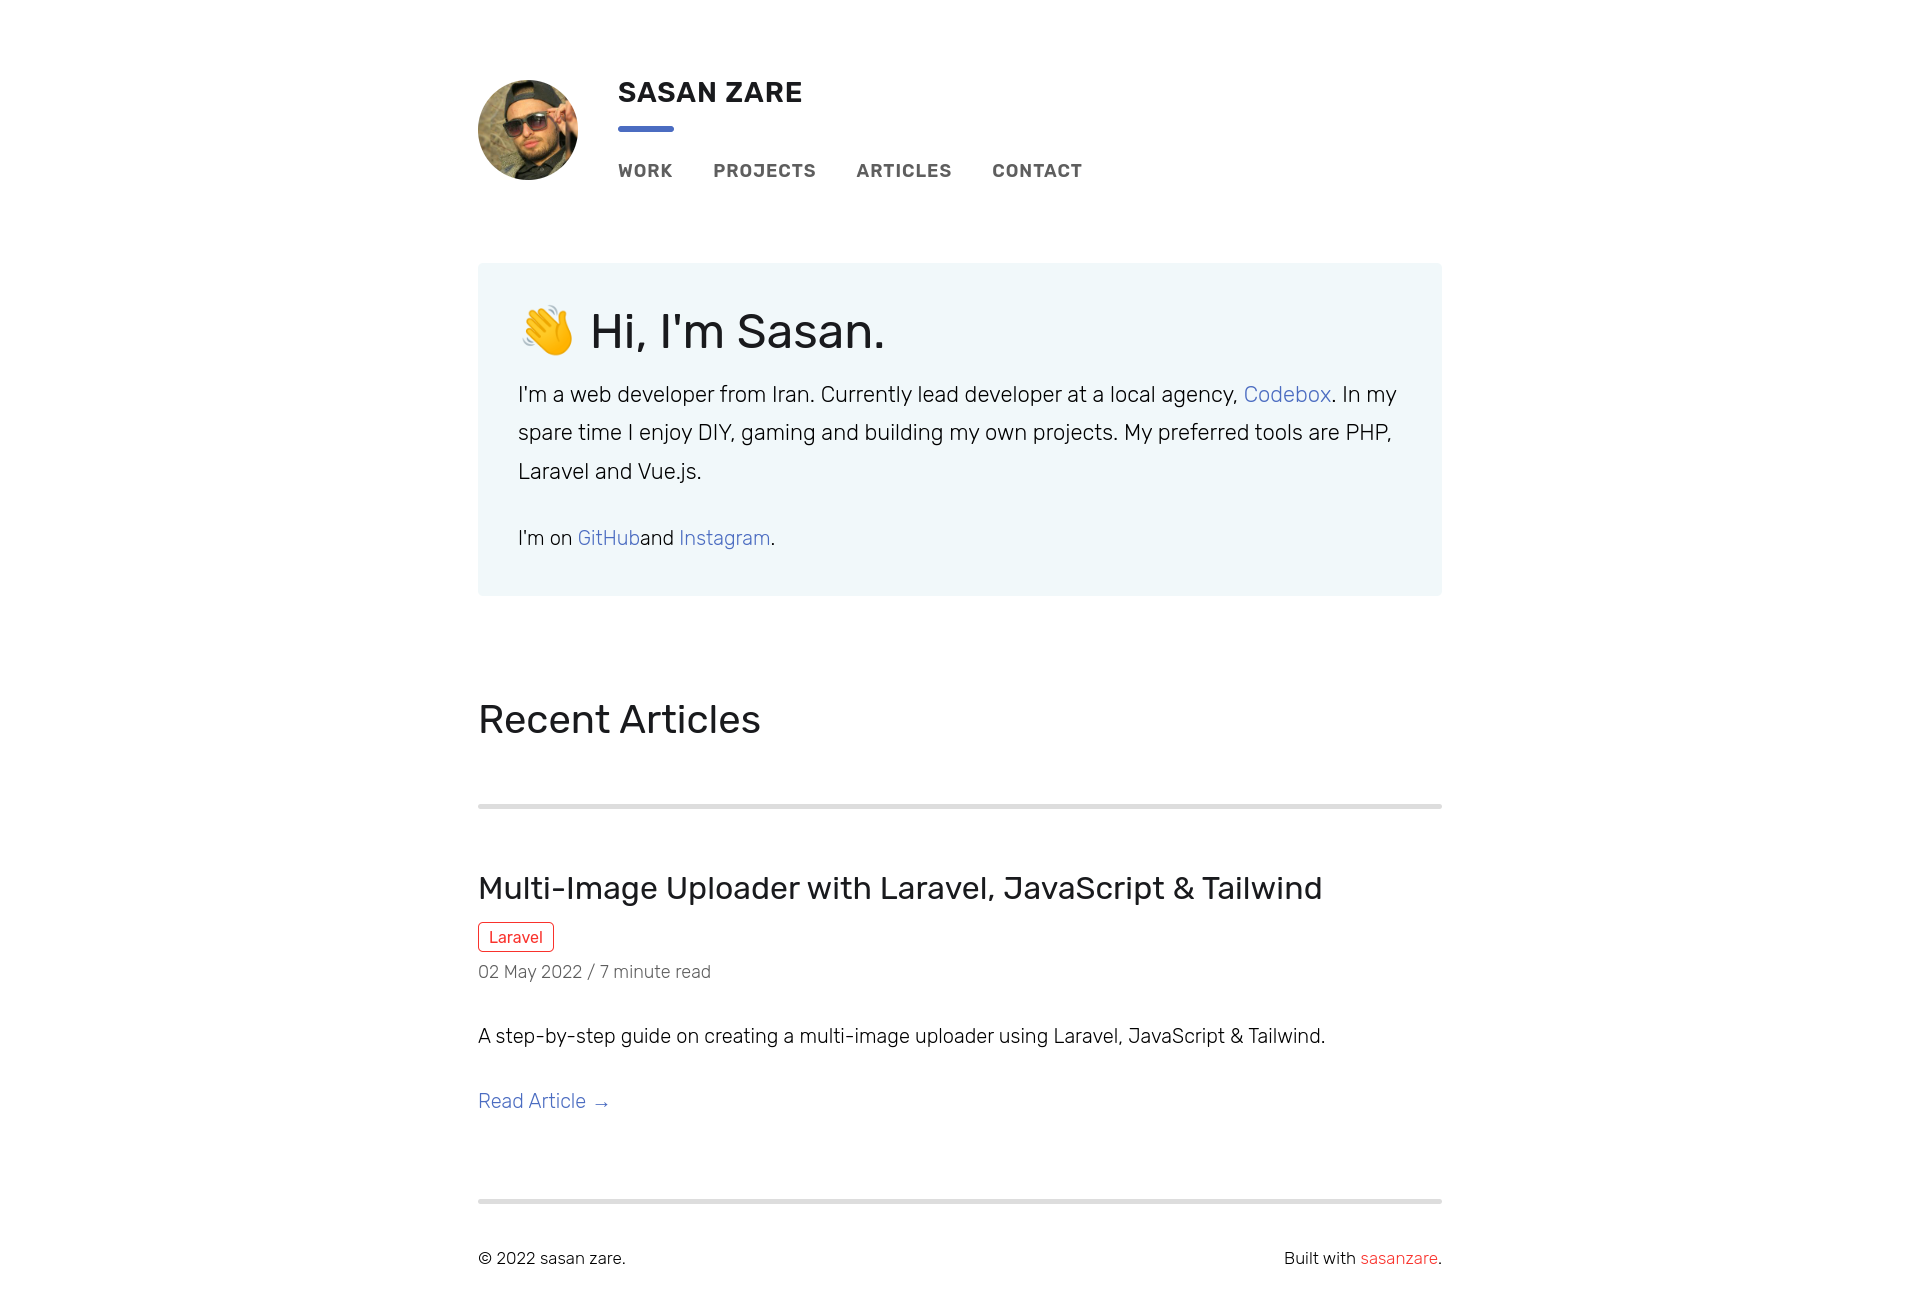 SASAN ZARE
WORK PROJECTS ARTICLES CONTACT
👋 Hi, I'm Sasan.
I'm a web developer from Iran. Currently lead developer at a local agency, Codebox. In my
spare time I enjoy DIY, gaming and building my own projects. My preferred tools are PHP,
Laravel and Vue.js.
I'm on GitHuband Instagram.
Recent Articles
Multi-Image Uploader with Laravel, JavaScript & Tailwind
Laravel
02 May 2022 / 7 minute read
A step-by-step guide on creating a multi-image uploader using Laravel, JavaScript & Tailwind.
Read Article →
© 2022 sasan zare. Built with sasanzare.